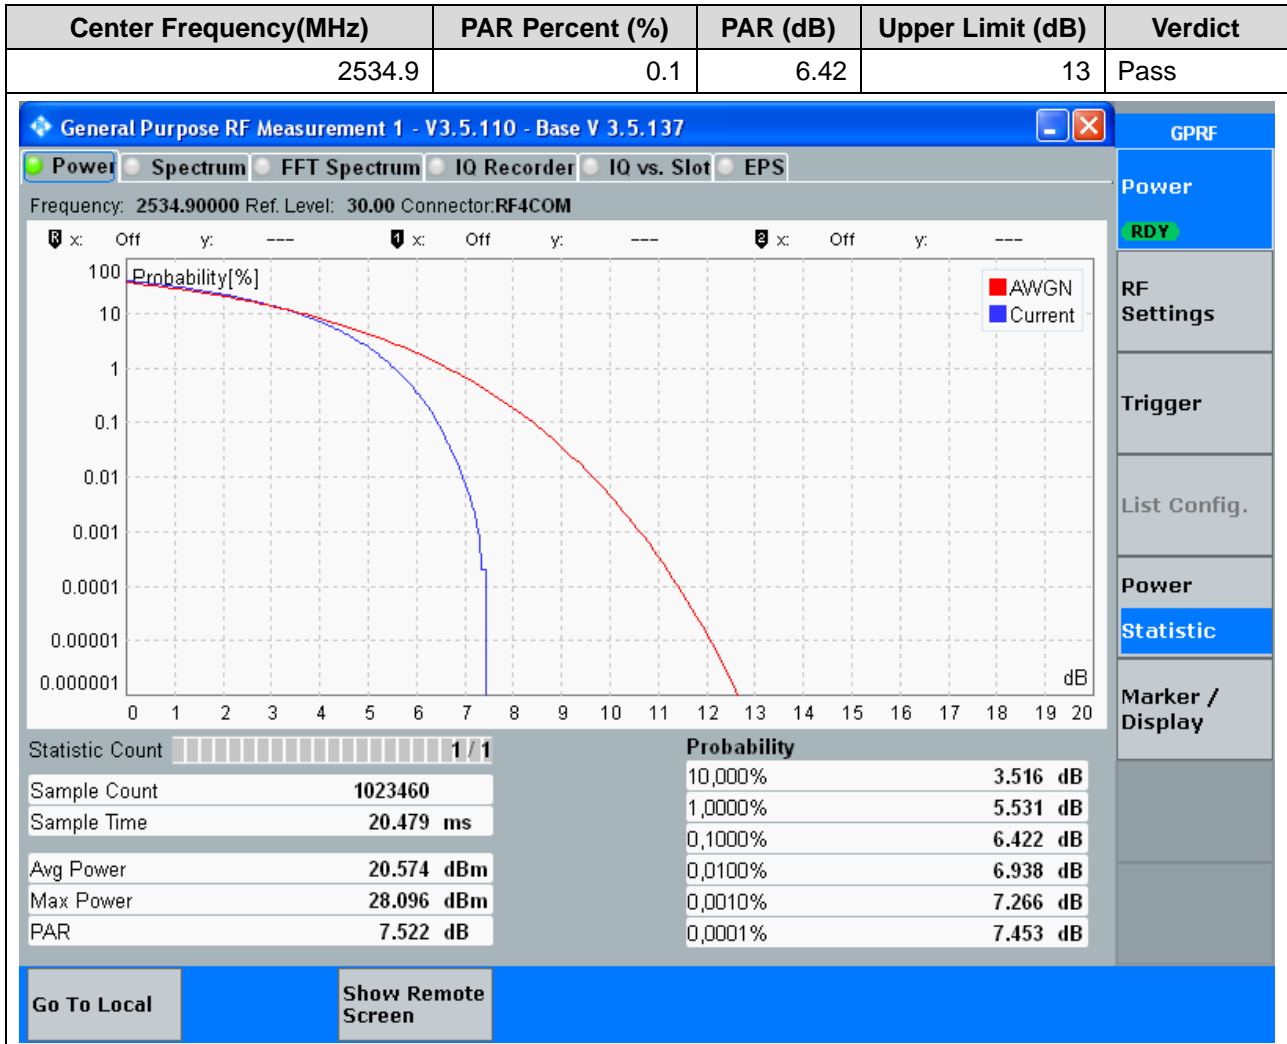 Center Frequency(MHz) PAR Percent (%) PAR (dB) Upper Limit (dB) Verdict
2534.9 0.1 6.42 13 Pass
General Purpose RF Measurement 1 - V3.5.110 - Base V 3.5.137
GPRF
Power Spectrum FFT Spectrum IQ Recorder IQ vs. Slot EPS
Frequency: 2534.90000 Ref. Level: 30.00 Connector:RF4COM
R x: Off y: --- 1 x: Off y: --- 2 x: Off y: ---
Probability[%]
AWGN
Current
100
10
1
0.1
0.01
0.001
0.0001
0.00001
0.000001
dB
0 1 2 3 4 5 6 7 8 9 10 11 12 13 14 15 16 17 18 19 20
Statistic Count 1 / 1
Sample Count 1023460
Sample Time 20.479 ms
Avg Power 20.574 dBm
Max Power 28.096 dBm
PAR 7.522 dB
Probability
10,000% 3.516 dB
1,0000% 5.531 dB
0,1000% 6.422 dB
0,0100% 6.938 dB
0,0010% 7.266 dB
0,0001% 7.453 dB
Power
RDY
RF
Settings
Trigger
List Config.
Power
Statistic
Marker /
Display
Go To Local
Show Remote
Screen